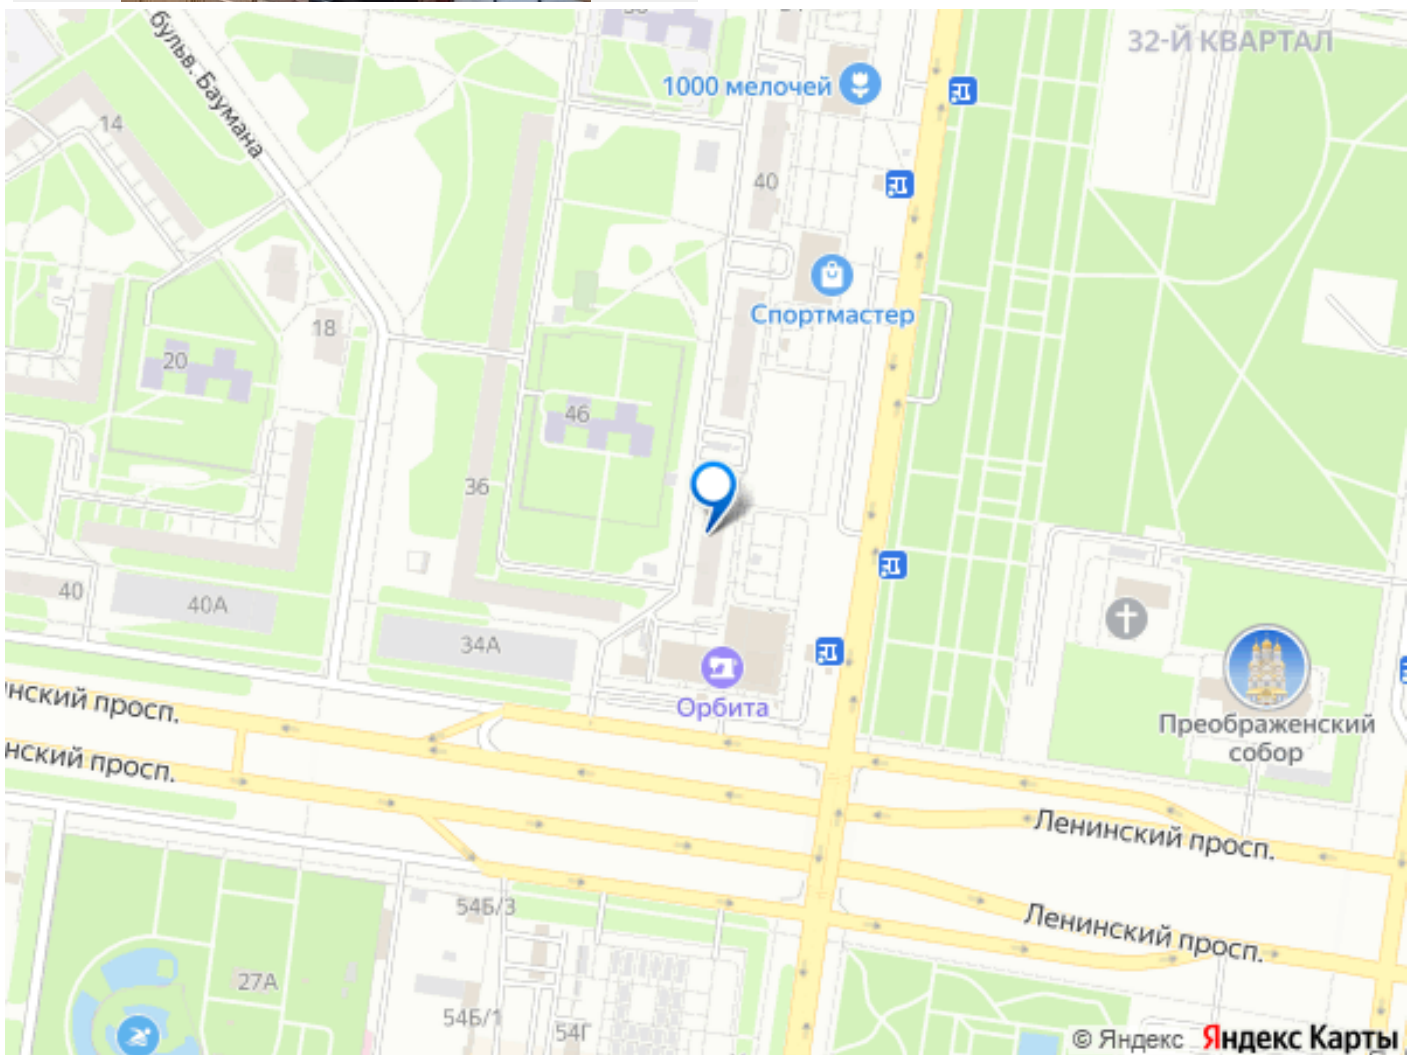 32-Й КВАРТАЛ
бульв. Баумана
1000 мелочей
14
40
Спортмастер
18
20
46
36
40
40А
34А
Орбита
Преображенский
собор
нский просп.
нский просп.
Ленинский просп.
Ленинский просп.
54Б/3
27А
54Б/1
54Г
© Яндекс Яндекс Карты